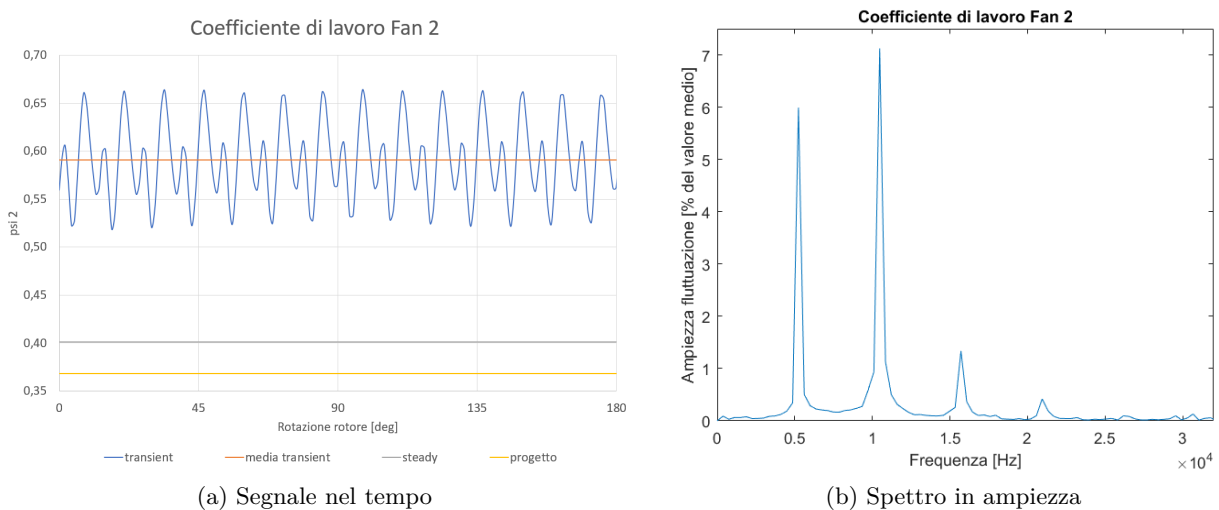 Coefficiente di lavoro Fan 2
0,70
0,65
0,60
0,55
0,50
0,45
0,40
0,35
psi 2
0 45 90 135 180
Rotazione rotore [deg]
transient media transient steady progetto
(a) Segnale nel tempo
Coefficiente di lavoro Fan 2
7
6
5
4
3
2
1
0
Ampiezza fluttuazione [% del valore medio]
0 0.5 1 1.5 2 2.5 3
×10⁴
Frequenza [Hz]
(b) Spettro in ampiezza